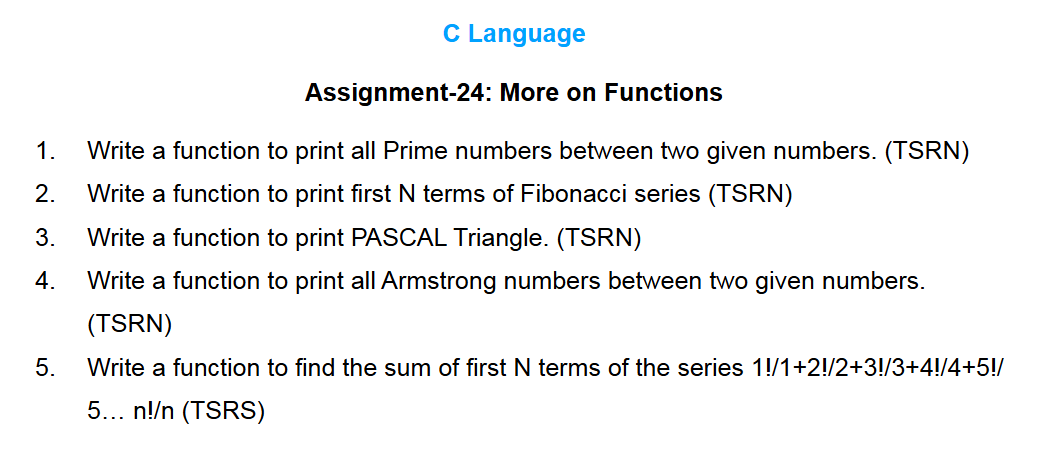 C Language
Assignment-24: More on Functions
1. Write a function to print all Prime numbers between two given numbers. (TSRN)
2. Write a function to print first N terms of Fibonacci series (TSRN)
3. Write a function to print PASCAL Triangle. (TSRN)
4. Write a function to print all Armstrong numbers between two given numbers.
(TSRN)
5. Write a function to find the sum of first N terms of the series 1!/1+2!/2+3!/3+4!/4+5!/
5… n!/n (TSRS)